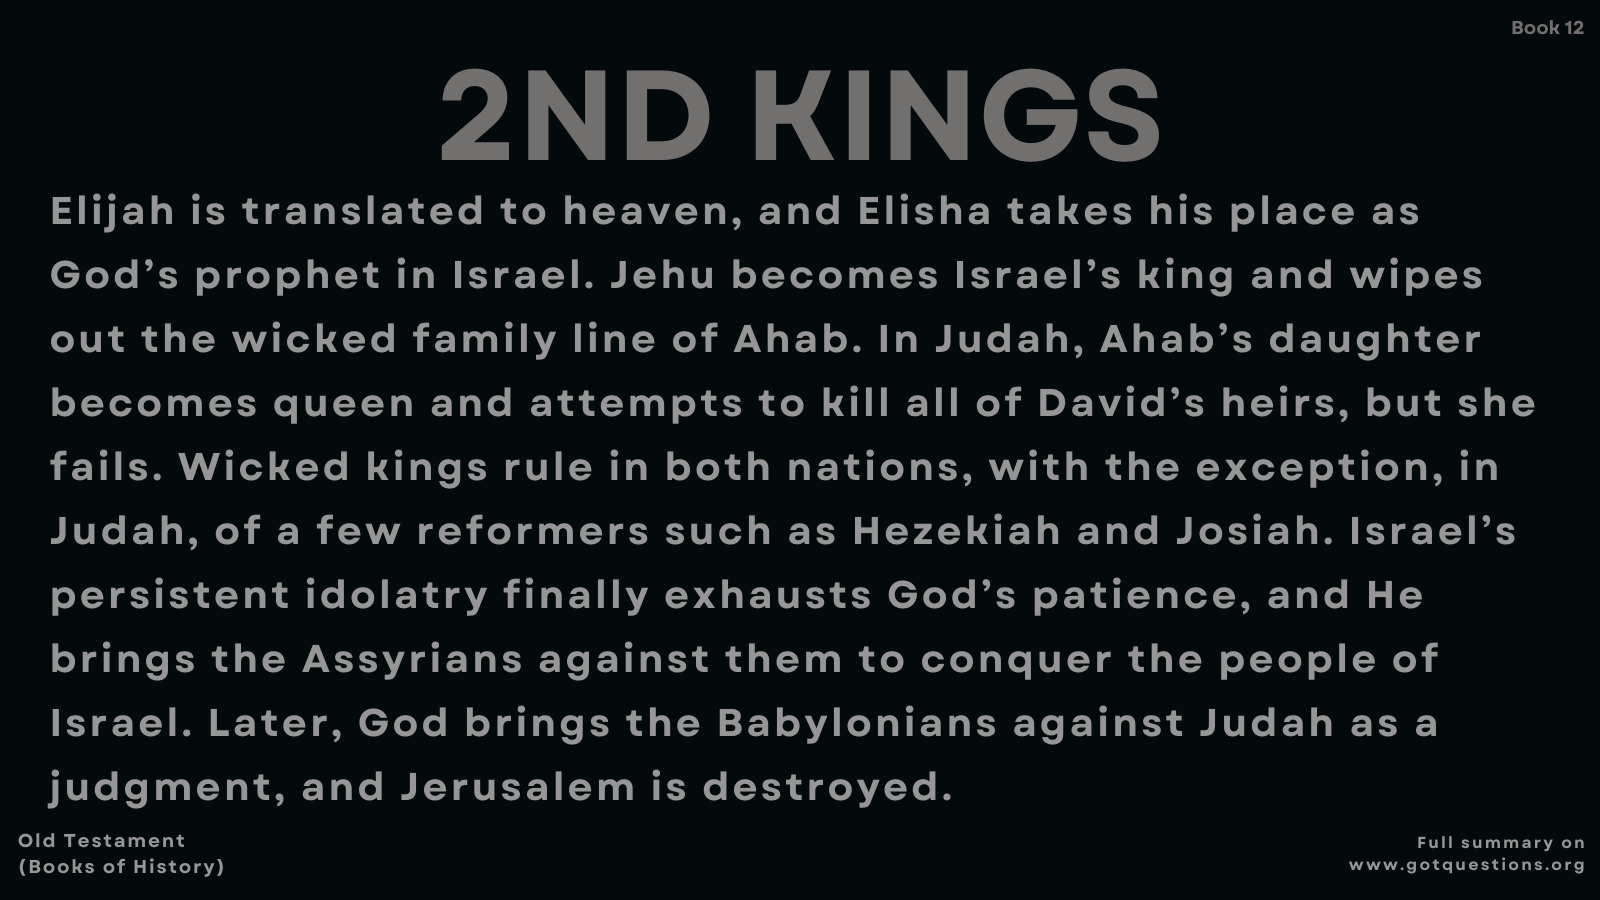 Book 12
2ND KINGS
Elijah is translated to heaven, and Elisha takes his place as
God’s prophet in Israel. Jehu becomes Israel’s king and wipes
out the wicked family line of Ahab. In Judah, Ahab’s daughter
becomes queen and attempts to kill all of David’s heirs, but she
fails. Wicked kings rule in both nations, with the exception, in
Judah, of a few reformers such as Hezekiah and Josiah. Israel’s
persistent idolatry finally exhausts God’s patience, and He
brings the Assyrians against them to conquer the people of
Israel. Later, God brings the Babylonians against Judah as a
judgment, and Jerusalem is destroyed.
Old Testament
(Books of History)
Full summary on
www.gotquestions.org